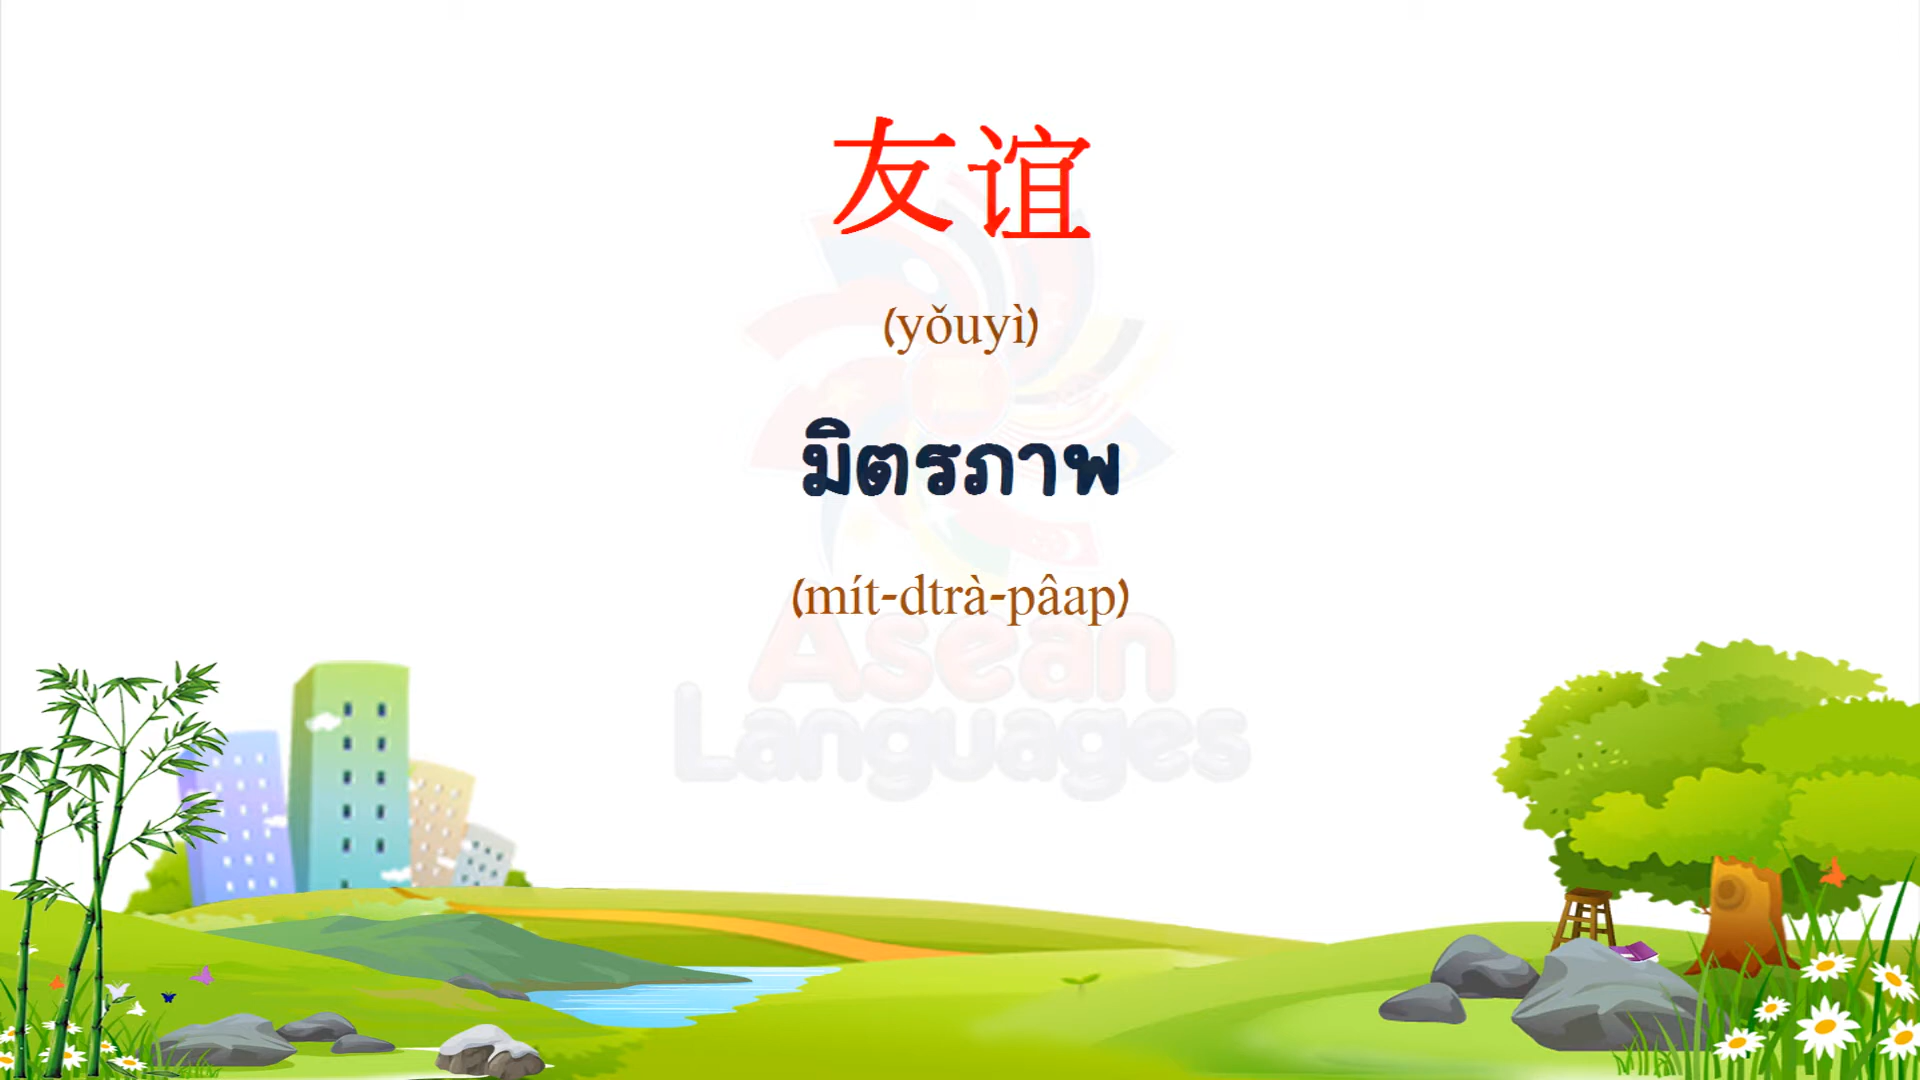 友谊
(yǒuyì)
มิตรภาพ
(mít-dtrà-pâap)
Asean
Languages